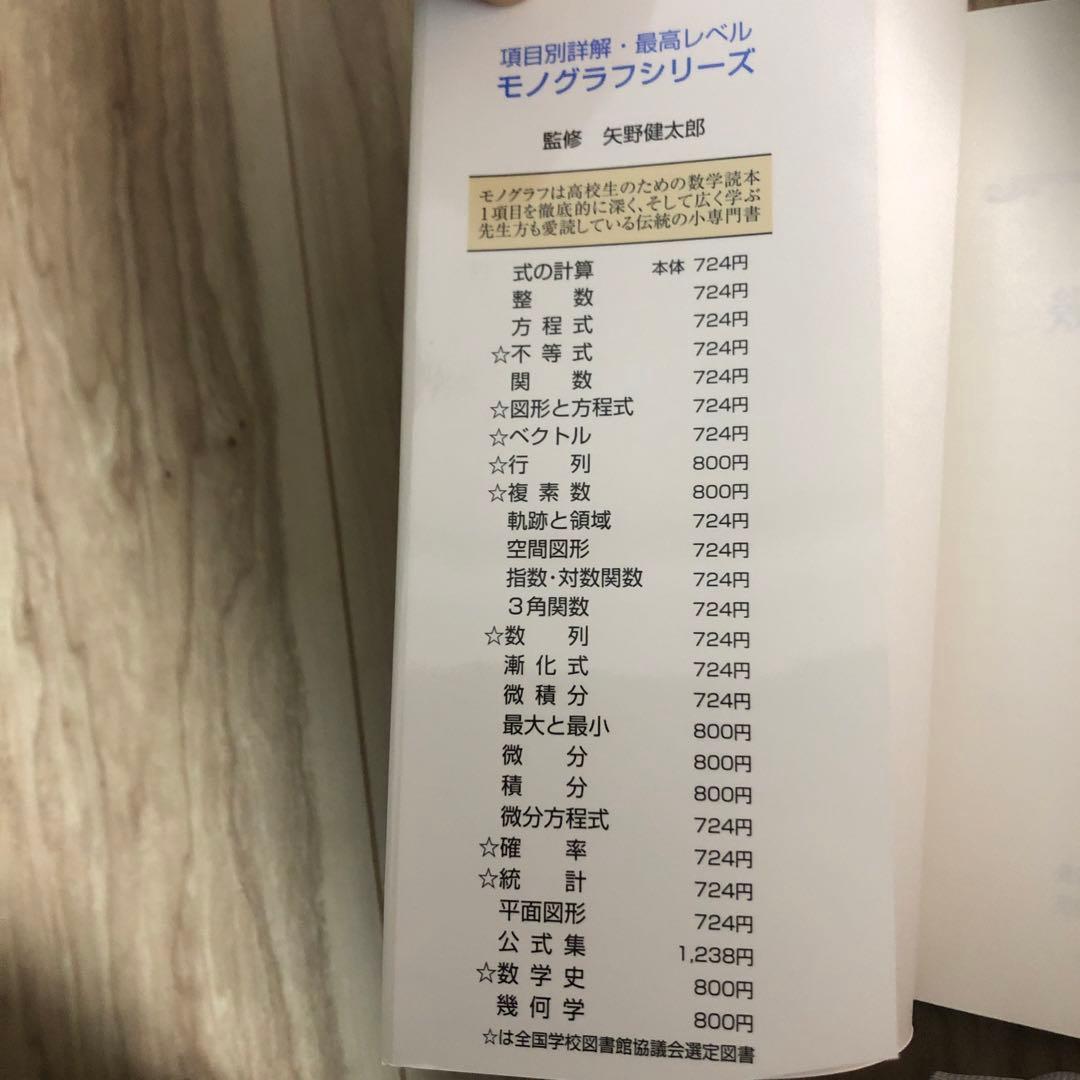 項目別詳解・最高レベル
モノグラフシリーズ
監修 矢野健太郎
モノグラフは高校生のための数学読本
1項目を徹底的に深く、そして広く学ぶ
先生方も愛読している伝統の小専門書
式の計算 本体 724円
整数 724円
方程式 724円
☆不等式 724円
関数 724円
☆図形と方程式 724円
☆ベクトル 724円
☆行列 800円
☆複素数 800円
軌跡と領域 724円
空間図形 724円
指数・対数関数 724円
3角関数 724円
☆数列 724円
漸化式 724円
微積分 724円
最大と最小 800円
微分 800円
積分 800円
微分方程式 724円
☆確率 724円
☆統計 724円
平面図形 724円
公式集 1,238円
☆数学史 800円
幾何学 800円
☆は全国学校図書館協議会選定図書